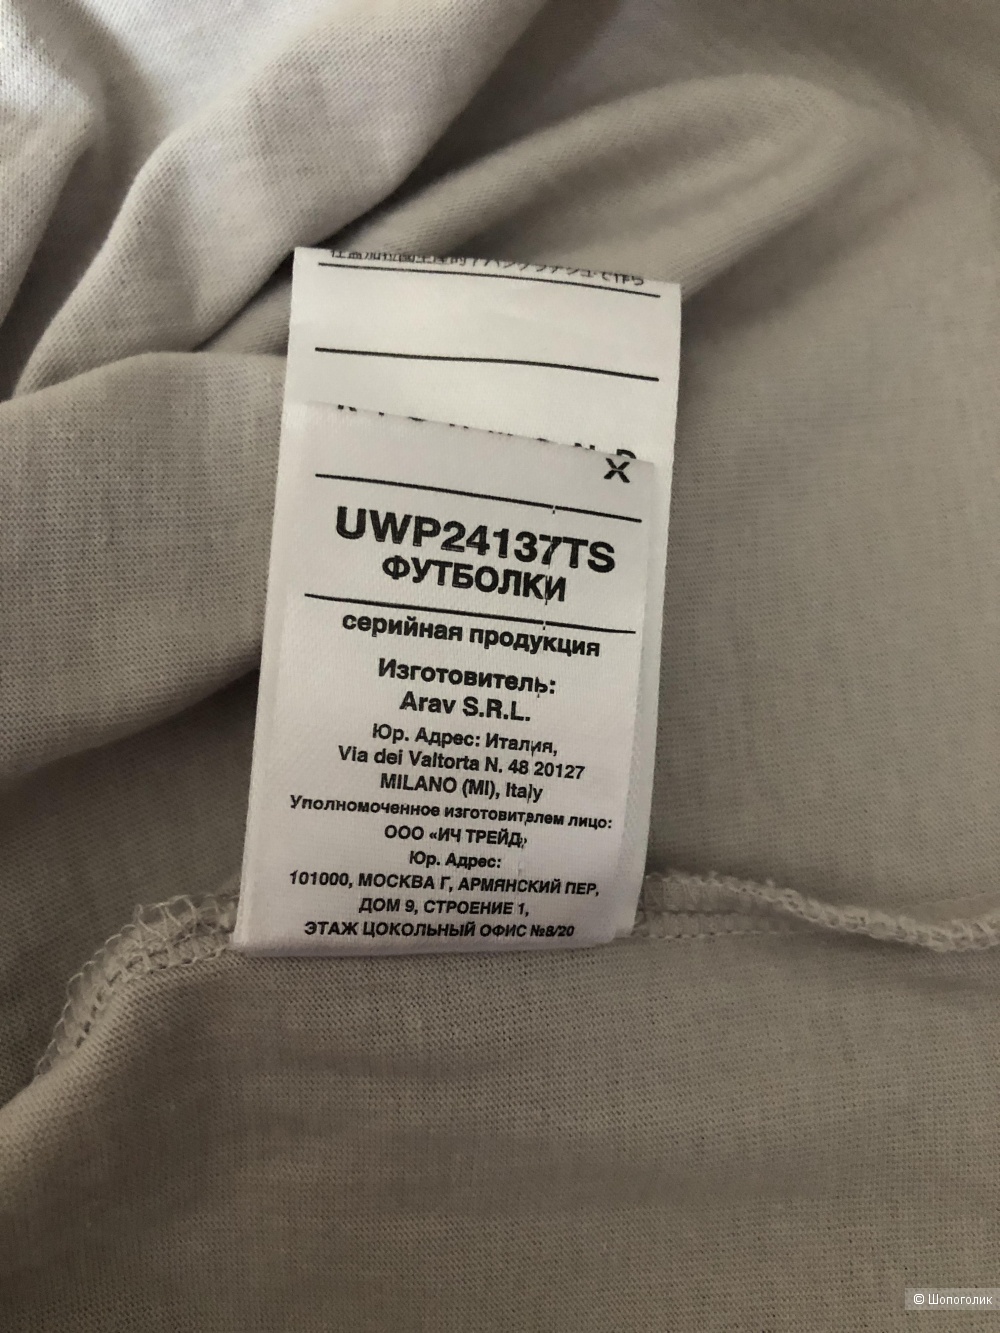 X
UWP24137TS
ФУТБОЛКИ
серийная продукция
Изготовитель:
Arav S.R.L.
Юр. Адрес: Италия,
Via dei Valtorta N. 48 20127
MILANO (MI), Italy
Уполномоченное изготовителем лицо:
ООО «ИЧ ТРЕЙД»
Юр. Адрес:
101000, МОСКВА Г, АРМЯНСКИЙ ПЕР,
ДОМ 9, СТРОЕНИЕ 1,
ЭТАЖ ЦОКОЛЬНЫЙ ОФИС №8/20
© Шопоголик